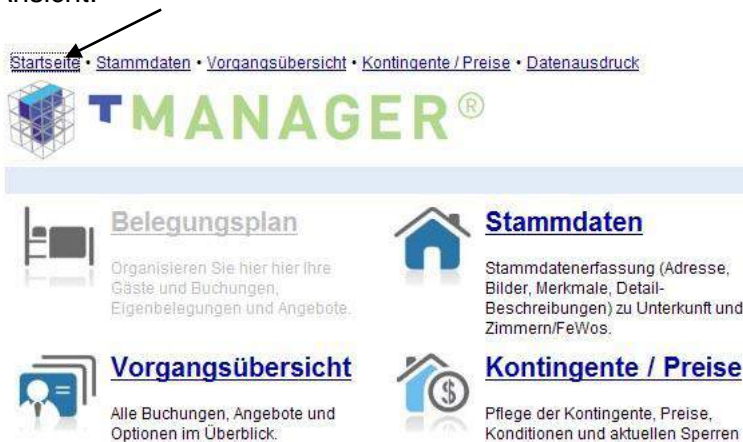 Ansicht.
Startseite • Stammdaten • Vorgangsübersicht • Kontingente / Preise • Datenausdruck
TMANAGER®
Belegungsplan
Organisieren Sie hier hier Ihre
Gäste und Buchungen,
Eigenbelegungen und Angebote.
Stammdaten
Stammdatenerfassung (Adresse,
Bilder, Merkmale, Detail-
Beschreibungen) zu Unterkunft und
Zimmern/FeWos.
Vorgangsübersicht
Alle Buchungen, Angebote und
Optionen im Überblick.
Kontingente / Preise
Pflege der Kontingente, Preise,
Konditionen und aktuellen Sperren